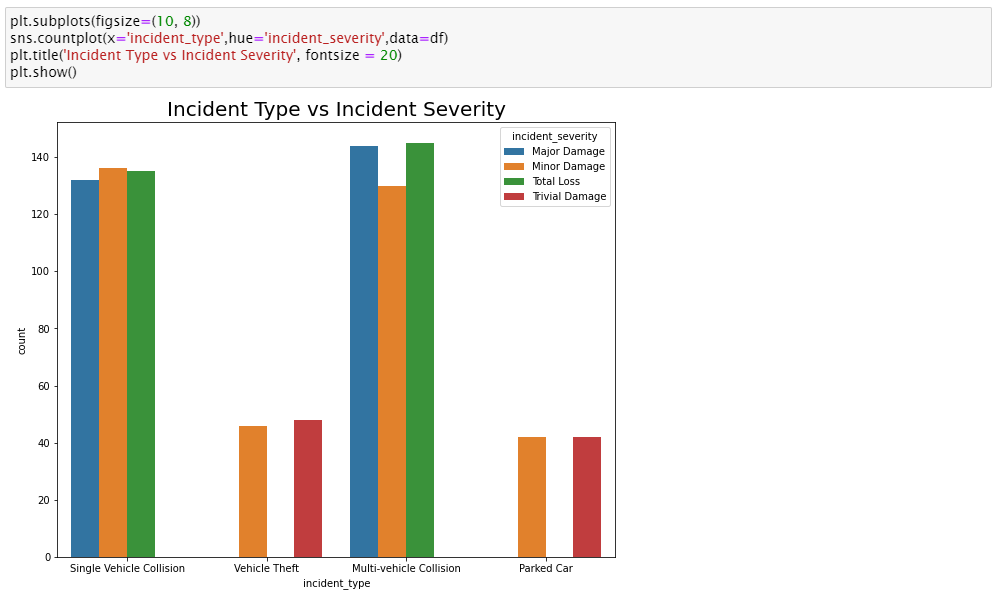 plt.subplots(figsize=(10, 8))
sns.countplot(x='incident_type',hue='incident_severity',data=df)
plt.title('Incident Type vs Incident Severity', fontsize = 20)
plt.show()
Incident Type vs Incident Severity
incident_severity
Major Damage
Minor Damage
Total Loss
Trivial Damage
140
120
100
80
60
40
20
0
count
Single Vehicle Collision Vehicle Theft Multi-vehicle Collision Parked Car
incident_type